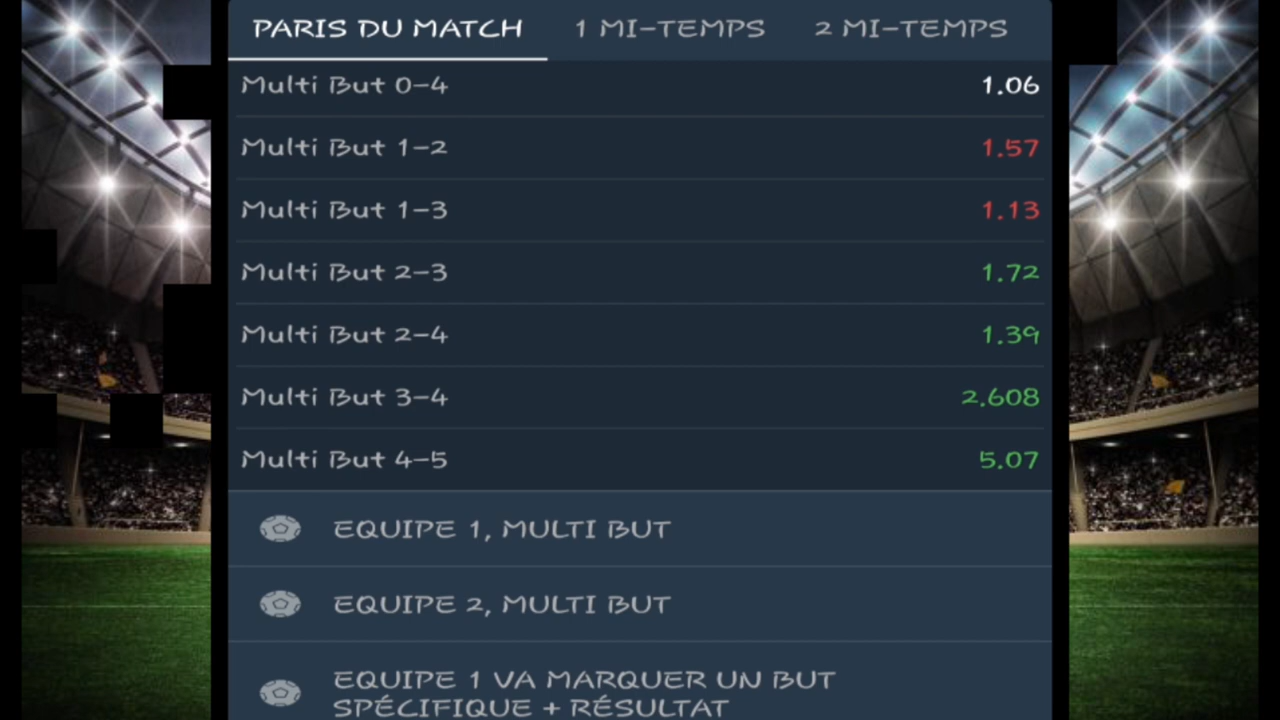 PARIS DU MATCH 1 MI-TEMPS 2 MI-TEMPS
Multi But 0-4 1.06
Multi But 1-2 1.57
Multi But 1-3 1.13
Multi But 2-3 1.72
Multi But 2-4 1.39
Multi But 3-4 2.608
Multi But 4-5 5.07
EQUIPE 1, MULTI BUT
EQUIPE 2, MULTI BUT
EQUIPE 1 VA MARQUER UN BUT
SPÉCIFIQUE + RÉSULTAT